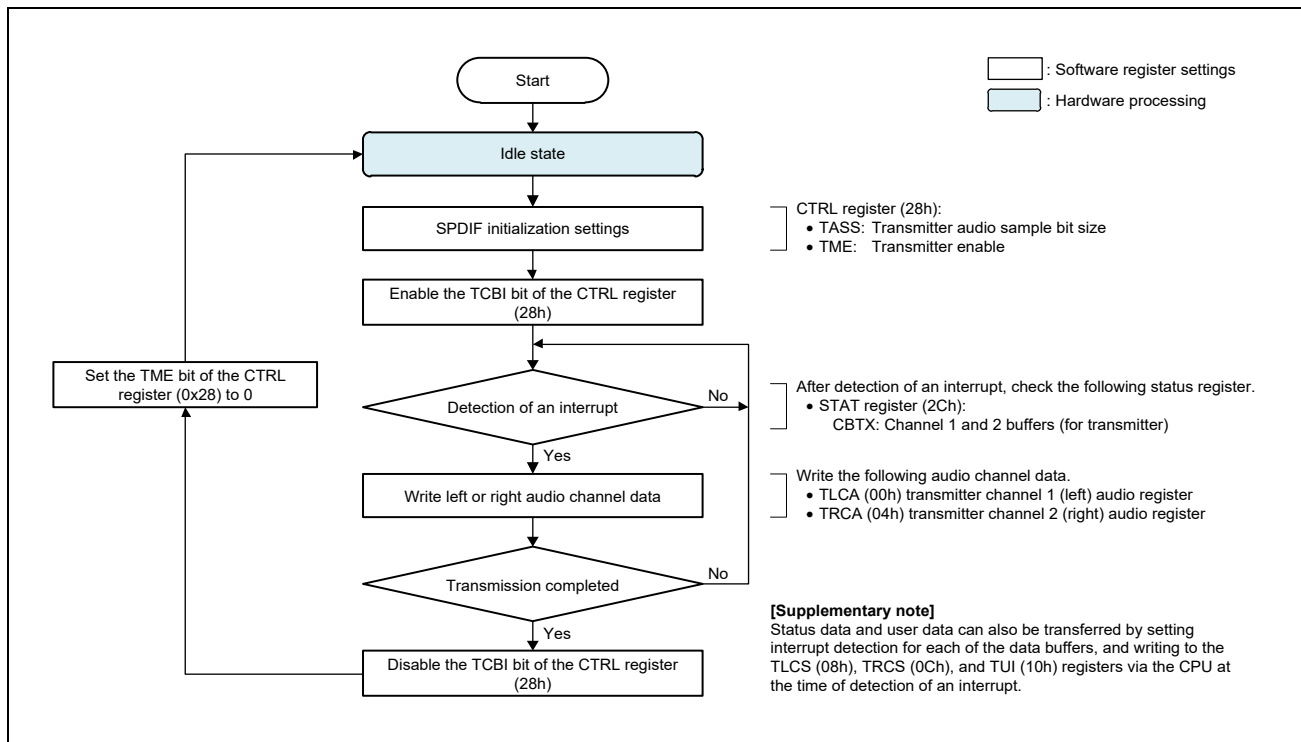 Start
: Software register settings
: Hardware processing
Idle state
SPDIF initialization settings
CTRL register (28h):
• TASS: Transmitter audio sample bit size
• TME: Transmitter enable
Enable the TCBI bit of the CTRL register
(28h)
Set the TME bit of the CTRL
register (0x28) to 0
Detection of an interrupt
No
Yes
After detection of an interrupt, check the following status register.
• STAT register (2Ch):
CBTX: Channel 1 and 2 buffers (for transmitter)
Write left or right audio channel data
Write the following audio channel data.
• TLCA (00h) transmitter channel 1 (left) audio register
• TRCA (04h) transmitter channel 2 (right) audio register
Transmission completed
No
Yes
Disable the TCBI bit of the CTRL register
(28h)
[Supplementary note]
Status data and user data can also be transferred by setting
interrupt detection for each of the data buffers, and writing to the
TLCS (08h), TRCS (0Ch), and TUI (10h) registers via the CPU at
the time of detection of an interrupt.